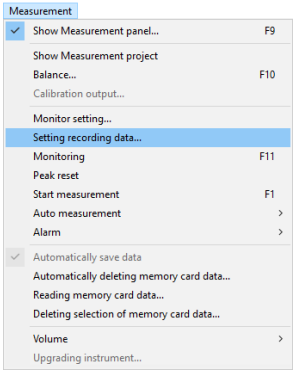 Measurement
Show Measurement panel... F9
Show Measurement project
Balance... F10
Calibration output...
Monitor setting...
Setting recording data...
Monitoring F11
Peak reset
Start measurement F1
Auto measurement
Alarm
Automatically save data
Automatically deleting memory card data...
Reading memory card data...
Deleting selection of memory card data...
Volume
Upgrading instrument...